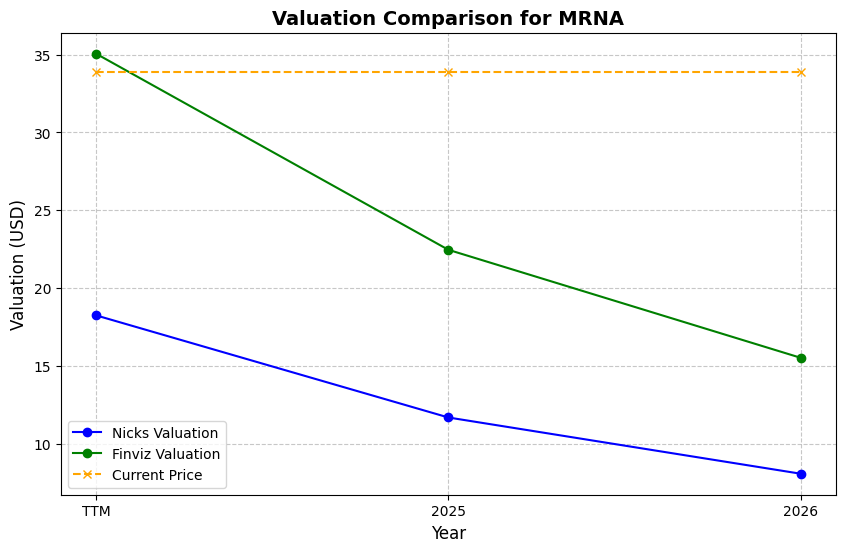 Valuation Comparison for MRNA
Valuation (USD)
35
30
25
20
15
10
Nicks Valuation
Finviz Valuation
Current Price
TTM 2025 2026
Year